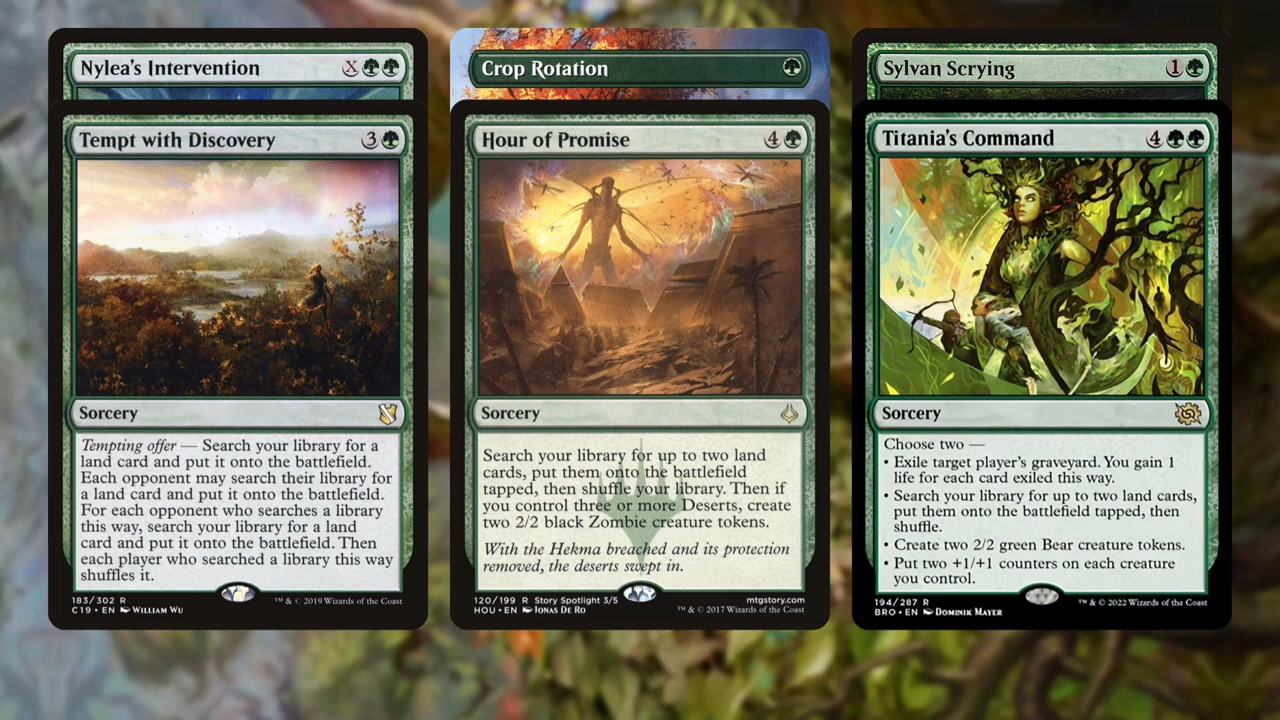 Nylea's Intervention X
Tempt with Discovery 3
Sorcery
Tempting offer — Search your library for a
land card and put it onto the battlefield.
Each opponent may search their library for
a land card and put it onto the battlefield.
For each opponent who searches a library
this way, search your library for a land
card and put it onto the battlefield. Then
each player who searched a library this way
shuffles it.
183/302 R
C19 • EN William Wu
™ & © 2019 Wizards of the Coast
Crop Rotation
Hour of Promise 4
Sorcery
Search your library for up to two land
cards, put them onto the battlefield
tapped, then shuffle your library. Then if
you control three or more Deserts, create
two 2/2 black Zombie creature tokens.
With the Hekma breached and its protection
removed, the deserts swept in.
120/199 R Story Spotlight 3/5
mtgstory.com
HOU • EN Jonas De Ro
™ & © 2017 Wizards of the Coast
Sylvan Scrying 1
Titania's Command 4
Sorcery
Choose two —
• Exile target player's graveyard. You gain 1
life for each card exiled this way.
• Search your library for up to two land cards,
put them onto the battlefield tapped, then
shuffle.
• Create two 2/2 green Bear creature tokens.
• Put two +1/+1 counters on each creature
you control.
194/287 R
BRO • EN Dominik Mayer
™ & © 2022 Wizards of the Coast